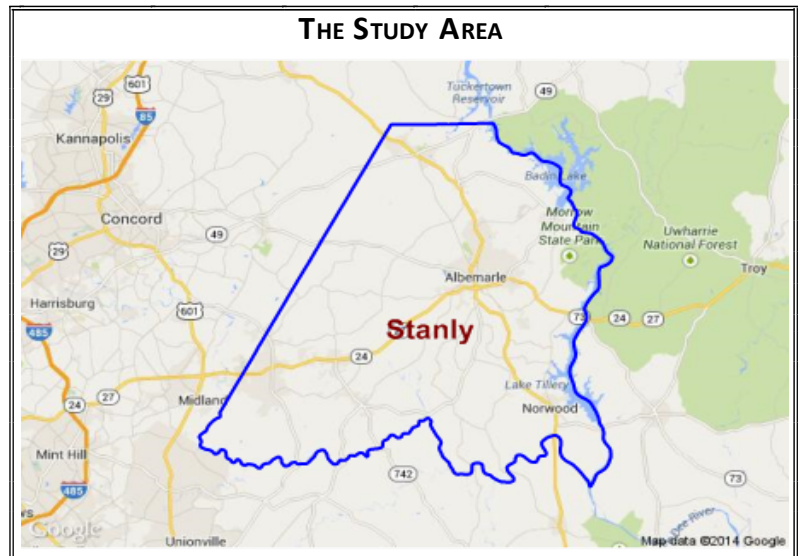 THE STUDY AREA
Tuckertown
Reservoir
49
29
601
85
Kannapolis
Badin Lake
Concord
49
Morrow
Mountain
State Park
Uwharrie
National Forest
29
Troy
Albemarle
Harrisburg
601
485
73
24
27
Stanly
24
Lake Tillery
27
24
Midland
Norwood
Mint Hill
742
73
485
Dee River
Google
Unionville
Map data ©2014 Google